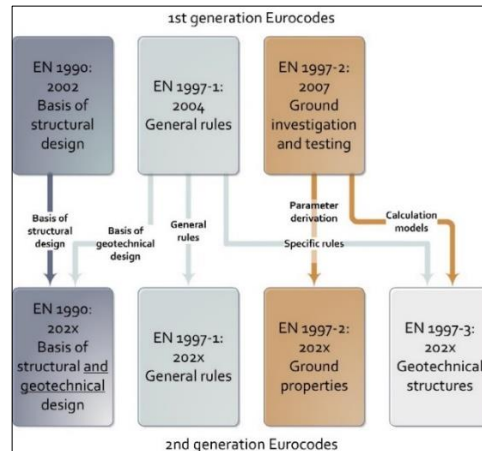 1st generation Eurocodes
EN 1990:
2002
Basis of
structural
design
EN 1997-1:
2004
General rules
EN 1997-2:
2007
Ground
investigation
and testing
Basis of
structural
design
Basis of
geotechnical
design
General
rules
Parameter
derivation
Specific rules
Calculation
models
EN 1990:
202x
Basis of
structural and
geotechnical
design
EN 1997-1:
202x
General rules
EN 1997-2:
202x
Ground
properties
EN 1997-3:
202x
Geotechnical
structures
2nd generation Eurocodes